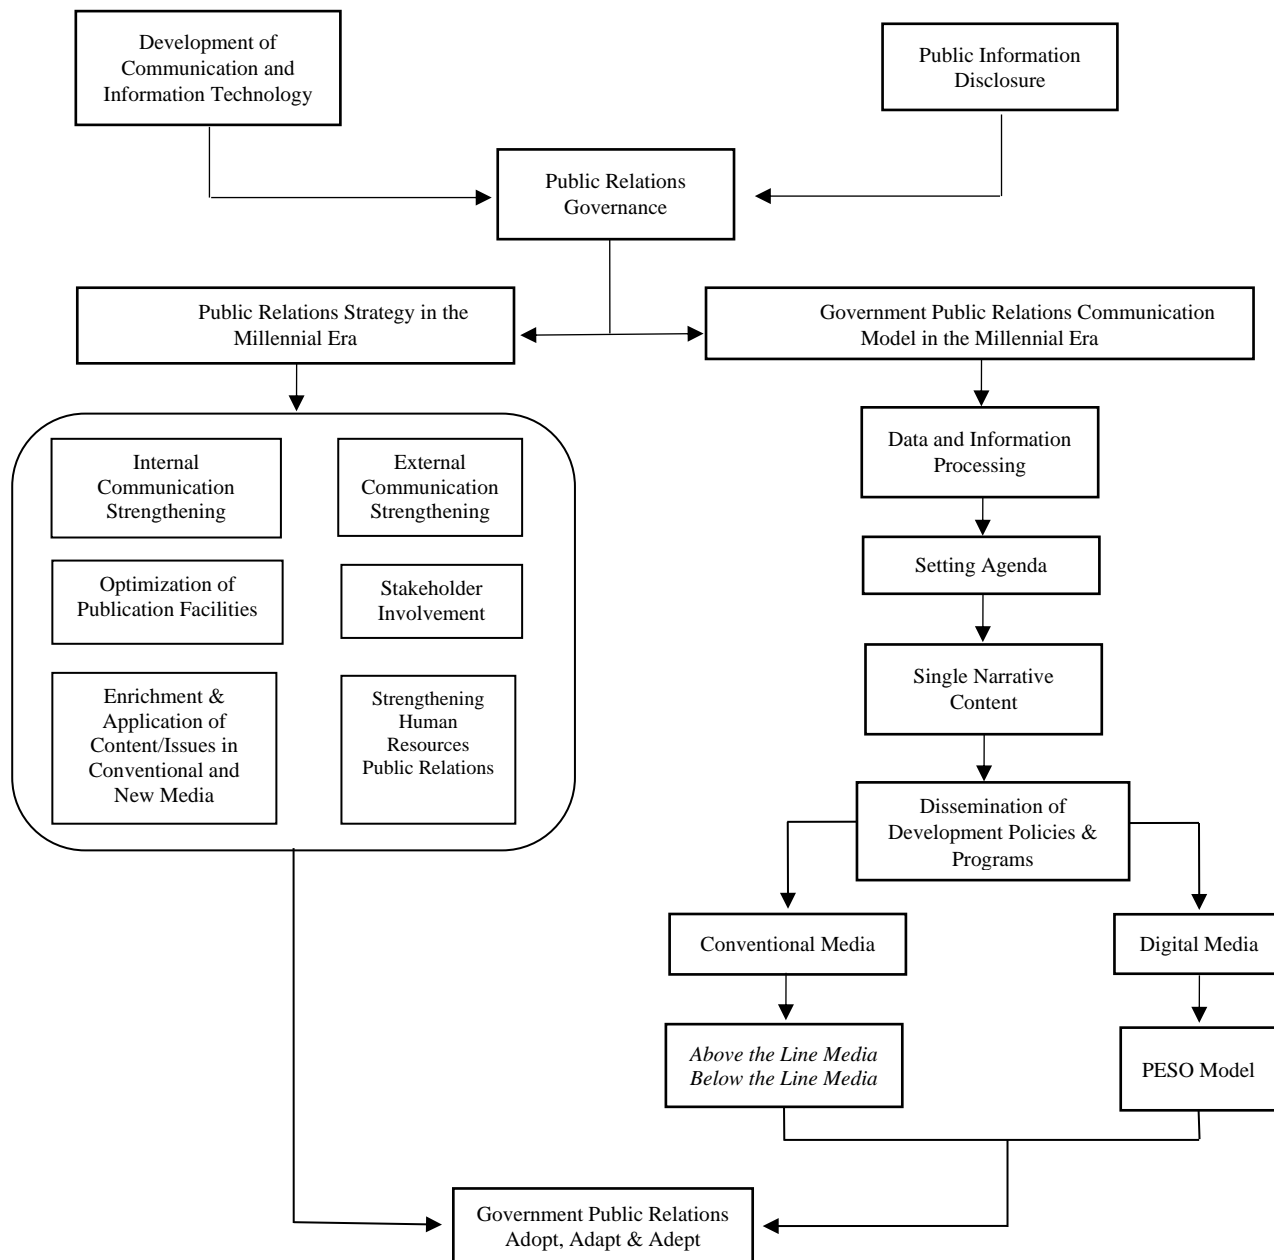 Development of
Communication and
Information Technology
Public Information
Disclosure
Public Relations
Governance
Public Relations Strategy in the
Millennial Era
Government Public Relations Communication
Model in the Millennial Era
Internal
Communication
Strengthening
External
Communication
Strengthening
Optimization of
Publication Facilities
Stakeholder
Involvement
Enrichment &
Application of
Content/Issues in
Conventional and
New Media
Strengthening
Human
Resources
Public Relations
Data and Information
Processing
Setting Agenda
Single Narrative
Content
Dissemination of
Development Policies &
Programs
Conventional Media
Digital Media
Above the Line Media
Below the Line Media
PESO Model
Government Public Relations
Adopt, Adapt & Adept